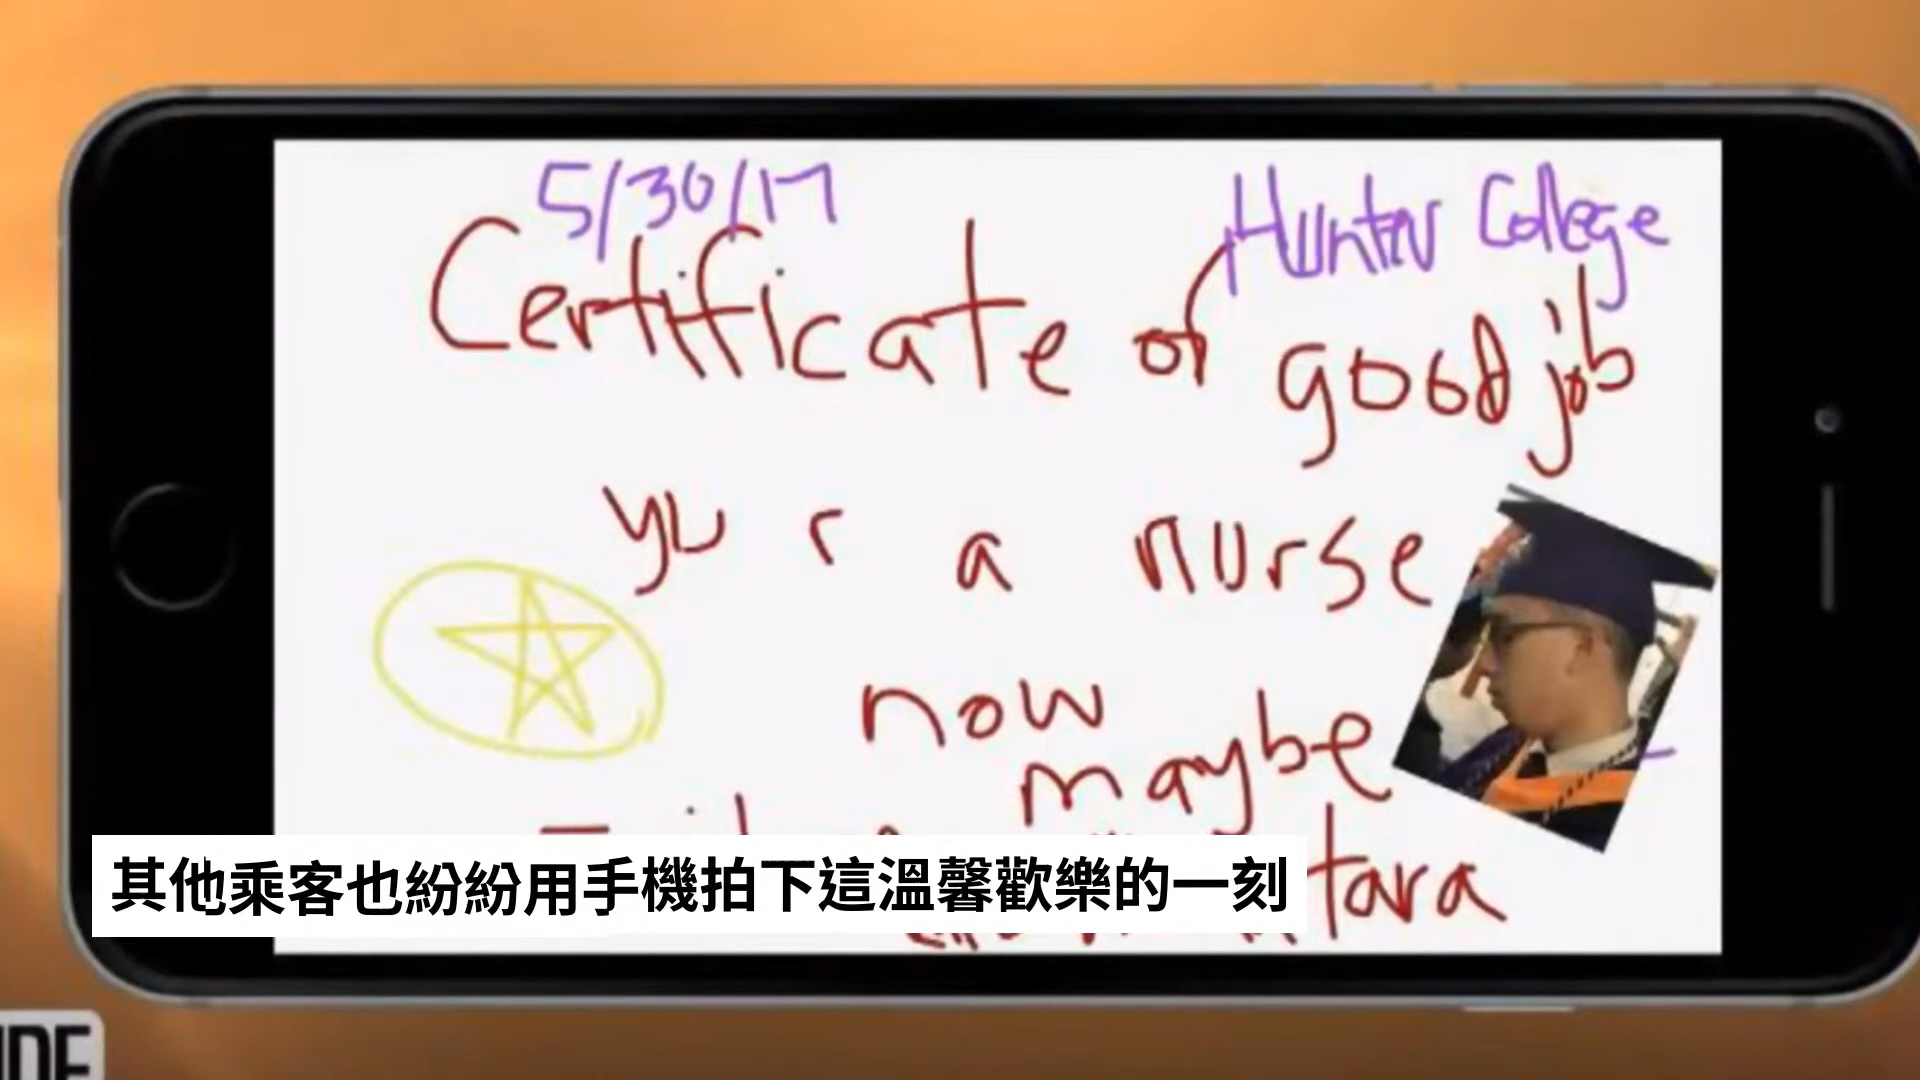 5/30/17
Hunter College
Certificate of good job
yu r a nurse
now
maybe
tara
其他乘客也紛紛用手機拍下這溫馨歡樂的一刻
IDE